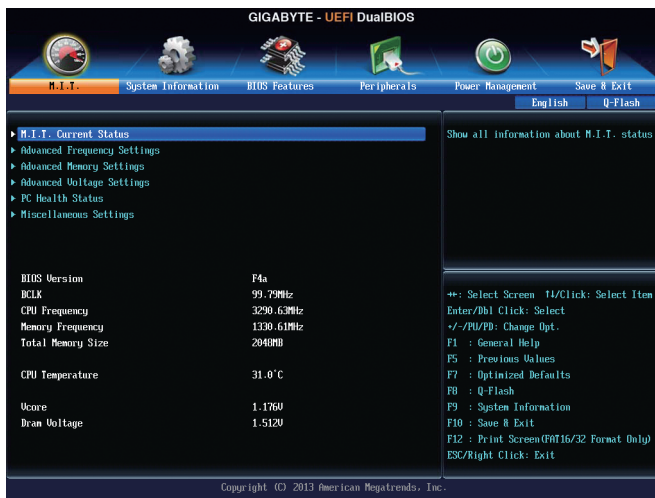 GIGABYTE - UEFI DualBIOS
M.I.T. System Information BIOS Features Peripherals Power Management Save & Exit
English Q-Flash
M.I.T. Current Status
Advanced Frequency Settings
Advanced Memory Settings
Advanced Voltage Settings
PC Health Status
Miscellaneous Settings
Show all information about M.I.T. status
BIOS Version F4a
BCLK 99.79MHz
CPU Frequency 3290.63MHz
Memory Frequency 1330.61MHz
Total Memory Size 2048MB
CPU Temperature 31.0°C
Vcore 1.176V
Dram Voltage 1.512V
→←: Select Screen ↑↓/Click: Select Item
Enter/Dbl Click: Select
+/-/PU/PD: Change Opt.
F1 : General Help
F5 : Previous Values
F7 : Optimized Defaults
F8 : Q-Flash
F9 : System Information
F10 : Save & Exit
F12 : Print Screen(FAT16/32 Format Only)
ESC/Right Click: Exit
Copyright (C) 2013 American Megatrends, Inc.